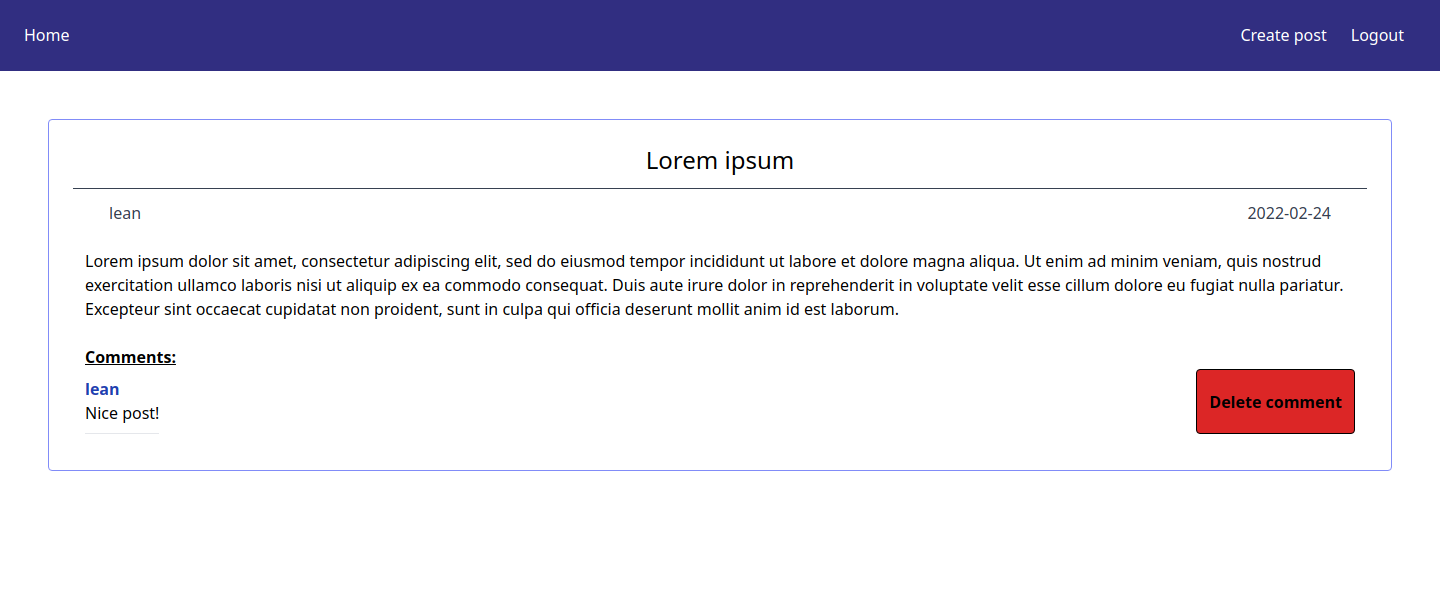 Home Create post Logout
Lorem ipsum
lean 2022-02-24
Lorem ipsum dolor sit amet, consectetur adipiscing elit, sed do eiusmod tempor incididunt ut labore et dolore magna aliqua. Ut enim ad minim veniam, quis nostrud
exercitation ullamco laboris nisi ut aliquip ex ea commodo consequat. Duis aute irure dolor in reprehenderit in voluptate velit esse cillum dolore eu fugiat nulla pariatur.
Excepteur sint occaecat cupidatat non proident, sunt in culpa qui officia deserunt mollit anim id est laborum.
Comments:
lean
Nice post!
Delete comment